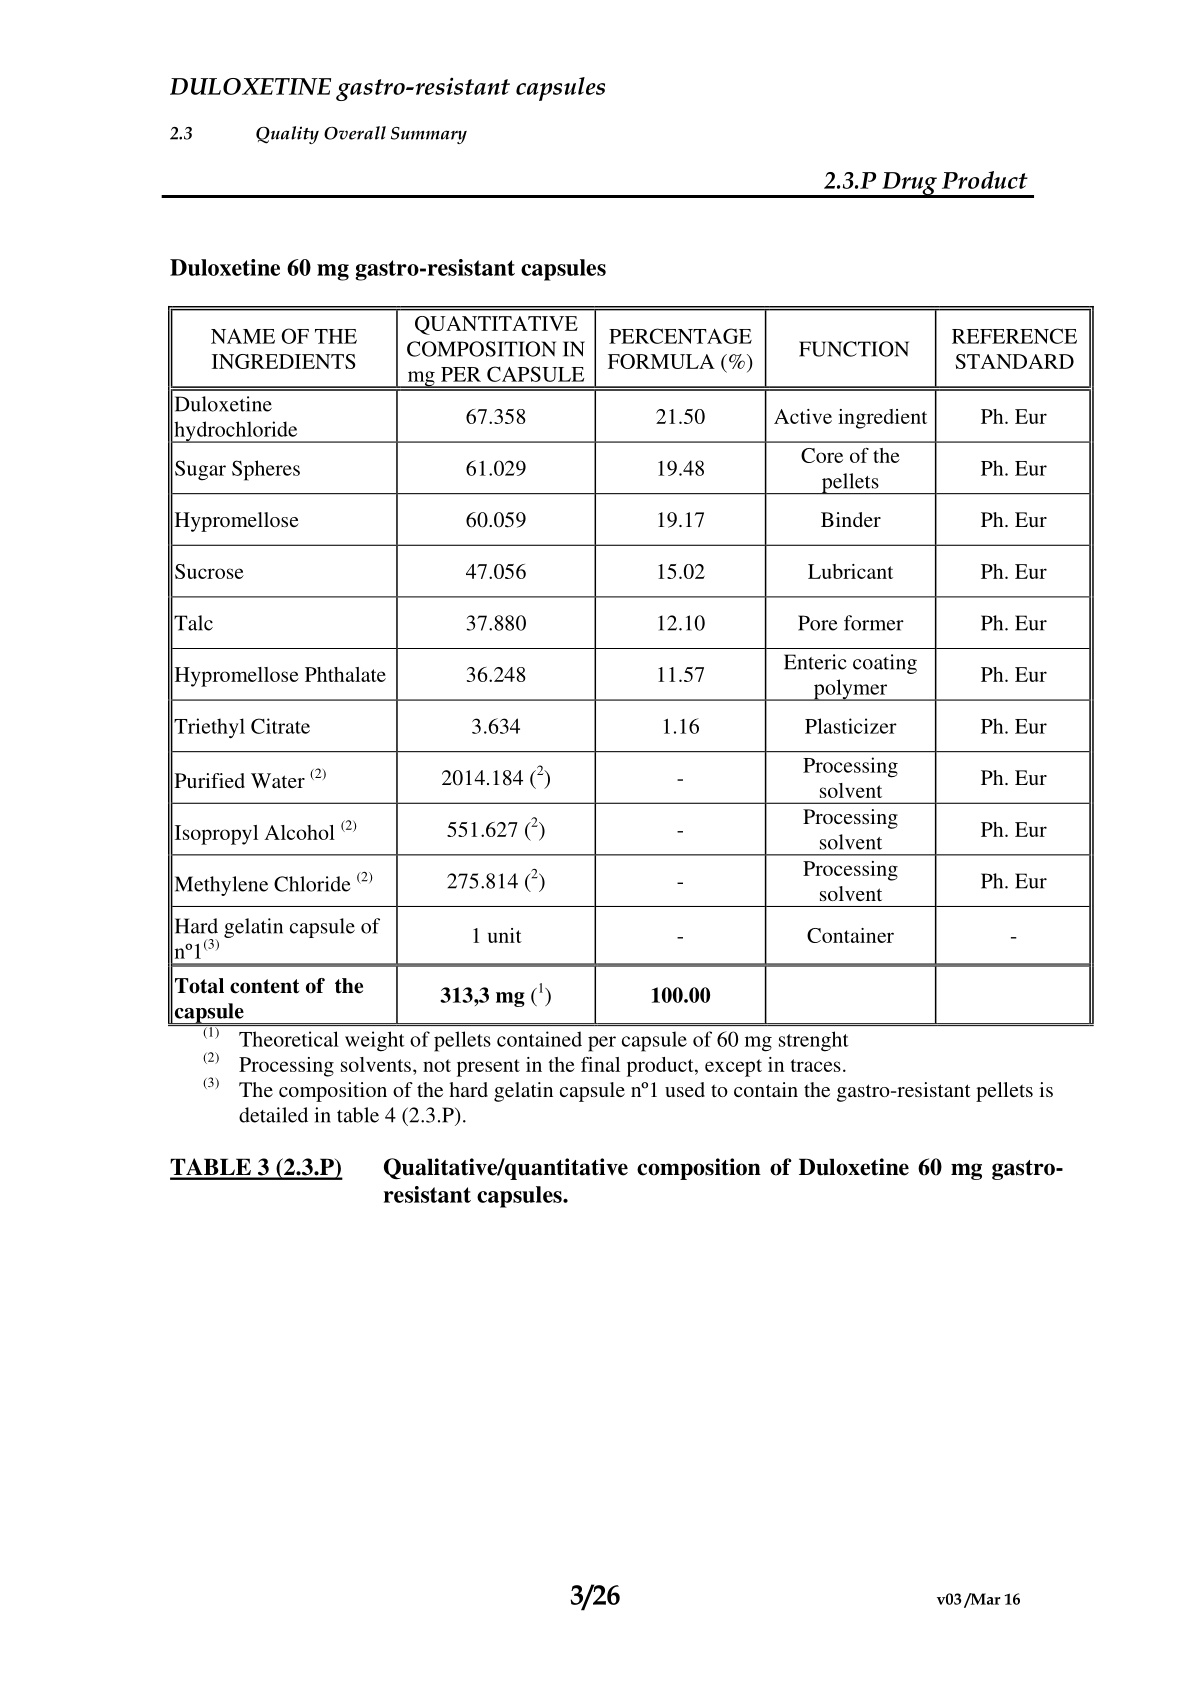 DULOXETINE gastro-resistant capsules
2.3 Quality Overall Summary
2.3.P Drug Product
Duloxetine 60 mg gastro-resistant capsules
NAME OF THE INGREDIENTS QUANTITATIVE COMPOSITION IN mg PER CAPSULE PERCENTAGE FORMULA (%) FUNCTION REFERENCE STANDARD
Duloxetine hydrochloride 67.358 21.50 Active ingredient Ph. Eur
Sugar Spheres 61.029 19.48 Core of the pellets Ph. Eur
Hypromellose 60.059 19.17 Binder Ph. Eur
Sucrose 47.056 15.02 Lubricant Ph. Eur
Talc 37.880 12.10 Pore former Ph. Eur
Hypromellose Phthalate 36.248 11.57 Enteric coating polymer Ph. Eur
Triethyl Citrate 3.634 1.16 Plasticizer Ph. Eur
Purified Water (2) 2014.184 (2) - Processing solvent Ph. Eur
Isopropyl Alcohol (2) 551.627 (2) - Processing solvent Ph. Eur
Methylene Chloride (2) 275.814 (2) - Processing solvent Ph. Eur
Hard gelatin capsule of nº1(3) 1 unit - Container -
Total content of the capsule 313,3 mg (1) 100.00
(1) Theoretical weight of pellets contained per capsule of 60 mg strenght
(2) Processing solvents, not present in the final product, except in traces.
(3) The composition of the hard gelatin capsule nº1 used to contain the gastro-resistant pellets is
detailed in table 4 (2.3.P).
TABLE 3 (2.3.P) Qualitative/quantitative composition of Duloxetine 60 mg gastro-
resistant capsules.
3/26
v03 /Mar 16